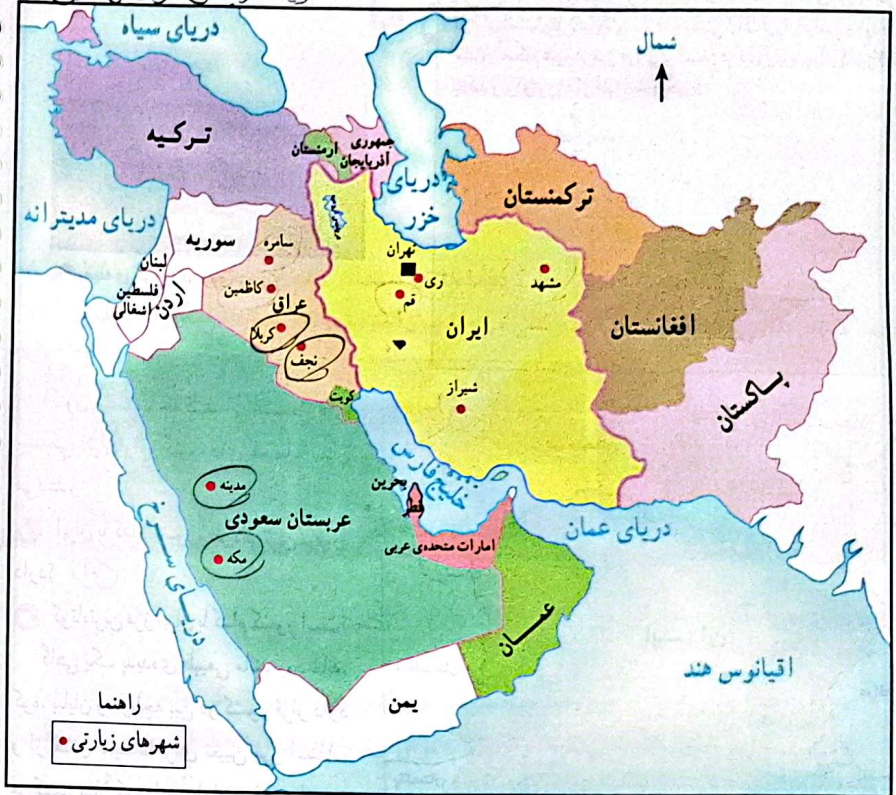 دریای سیاه
شمال
ترکیه
ارمنستان
جمهوری
آذربایجان
دریای
خزر
ترکمنستان
دریای مدیترانه
سوریه
لبنان
فلسطین
اشغالی
اردن
سامره
کاظمین
عراق
کربلا
نجف
کویت
تهران
ری
قم
مشهد
ایران
شیراز
افغانستان
پاکستان
خلیج فارس
بحرین
قطر
مدینه
عربستان سعودی
مکه
امارات متحده‌ی عربی
دریای عمان
عمان
دریای سرخ
یمن
اقیانوس هند
راهنما
شهرهای زیارتی